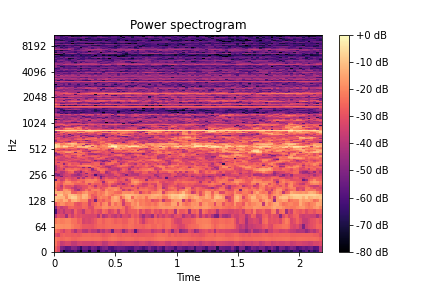 Power spectrogram
8192
4096
2048
1024
512
256
128
64
0
Hz
0
0.5
1
1.5
2
Time
+0 dB
-10 dB
-20 dB
-30 dB
-40 dB
-50 dB
-60 dB
-70 dB
-80 dB